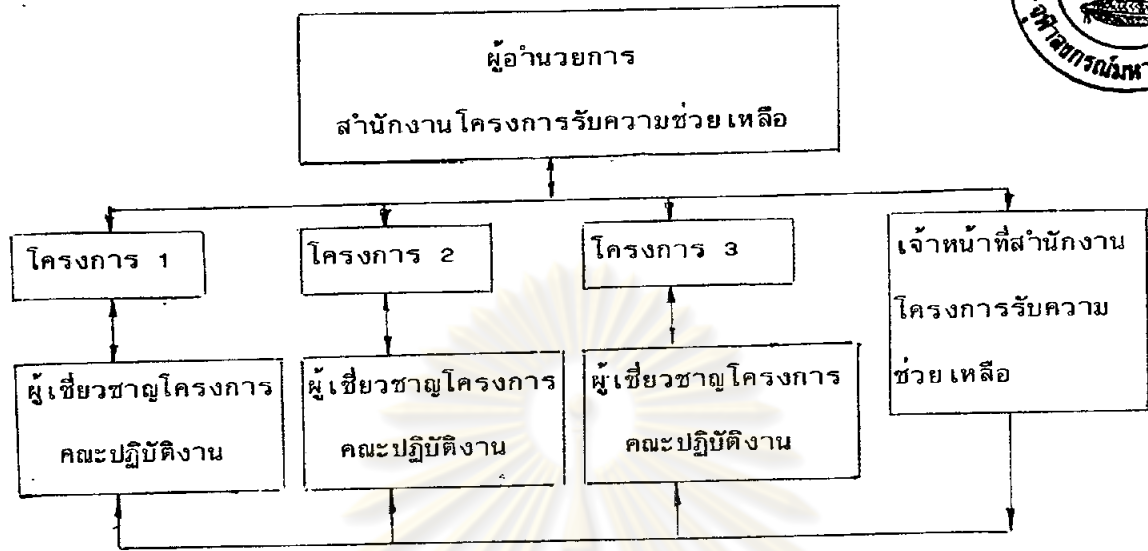 ผู้อำนวยการ
สำนักงานโครงการรับความช่วยเหลือ
โครงการ 1
โครงการ 2
โครงการ 3
เจ้าหน้าที่สำนักงาน
โครงการรับความ
ช่วยเหลือ
ผู้เชี่ยวชาญโครงการ
คณะปฏิบัติงาน
ผู้เชี่ยวชาญโครงการ
คณะปฏิบัติงาน
ผู้เชี่ยวชาญโครงการ
คณะปฏิบัติงาน